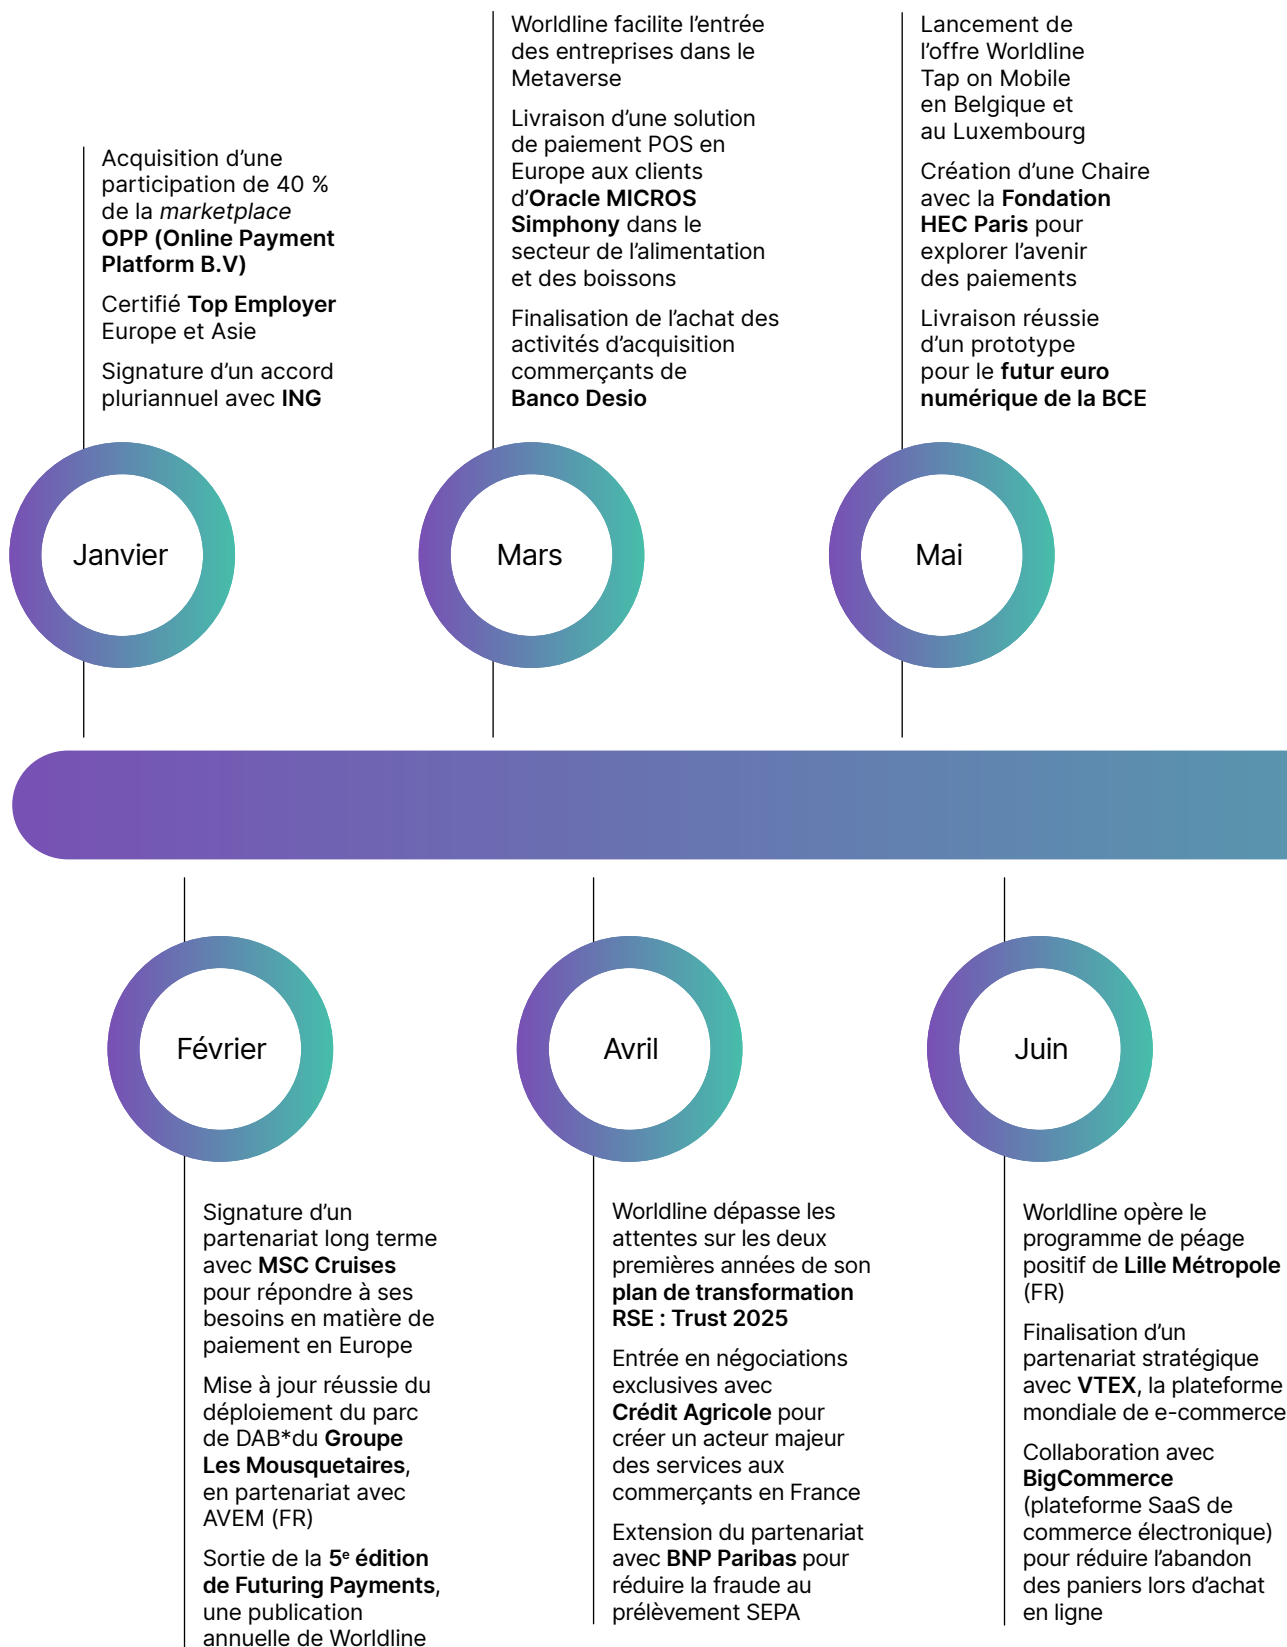 Acquisition d’une
participation de 40 %
de la marketplace
OPP (Online Payment
Platform B.V)
Certifié Top Employer
Europe et Asie
Signature d’un accord
pluriannuel avec ING
Janvier
Worldline facilite l’entrée
des entreprises dans le
Metaverse
Livraison d’une solution
de paiement POS en
Europe aux clients
d’Oracle MICROS
Simphony dans le
secteur de l’alimentation
et des boissons
Finalisation de l’achat des
activités d’acquisition
commerçants de
Banco Desio
Mars
Lancement de
l’offre Worldline
Tap on Mobile
en Belgique et
au Luxembourg
Création d’une Chaire
avec la Fondation
HEC Paris pour
explorer l’avenir
des paiements
Livraison réussie
d’un prototype
pour le futur euro
numérique de la BCE
Mai
Février
Signature d’un
partenariat long terme
avec MSC Cruises
pour répondre à ses
besoins en matière de
paiement en Europe
Mise à jour réussie du
déploiement du parc
de DAB*du Groupe
Les Mousquetaires,
en partenariat avec
AVEM (FR)
Sortie de la 5e édition
de Futuring Payments,
une publication
annuelle de Worldline
Avril
Worldline dépasse les
attentes sur les deux
premières années de son
plan de transformation
RSE : Trust 2025
Entrée en négociations
exclusives avec
Crédit Agricole pour
créer un acteur majeur
des services aux
commerçants en France
Extension du partenariat
avec BNP Paribas pour
réduire la fraude au
prélèvement SEPA
Juin
Worldline opère le
programme de péage
positif de Lille Métropole
(FR)
Finalisation d’un
partenariat stratégique
avec VTEX, la plateforme
mondiale de e-commerce
Collaboration avec
BigCommerce
(plateforme SaaS de
commerce électronique)
pour réduire l’abandon
des paniers lors d’achat
en ligne